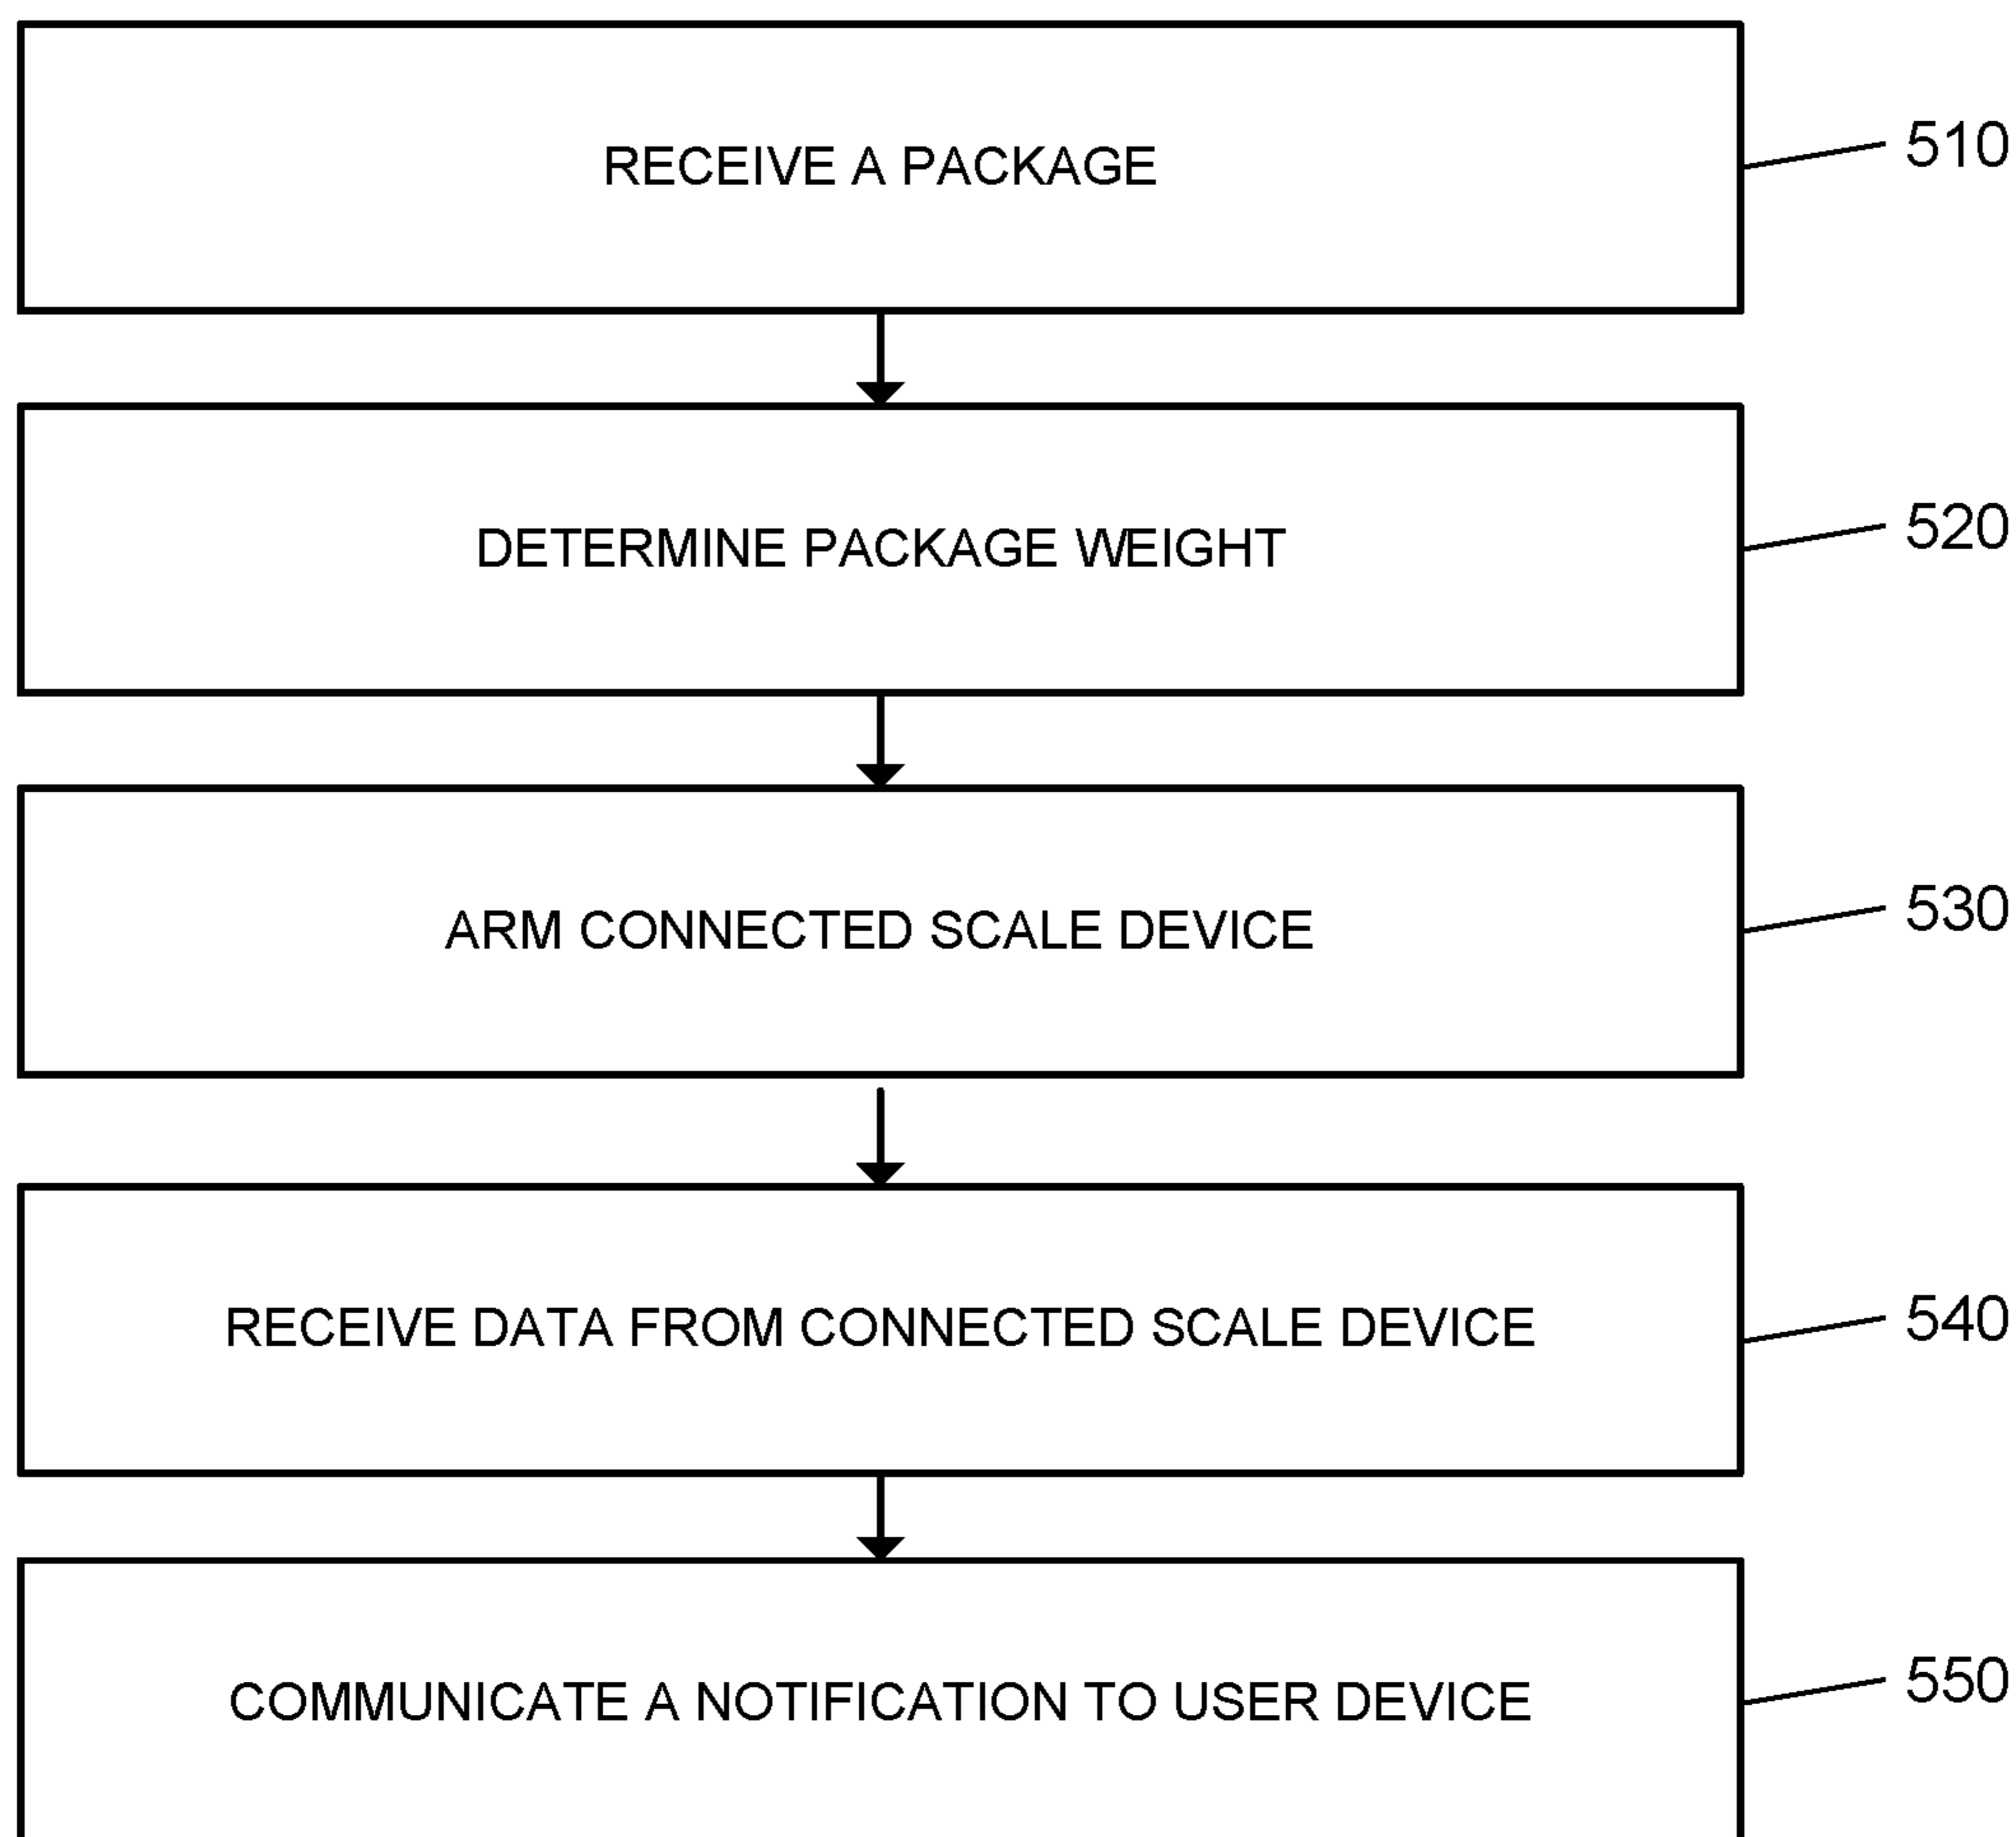 RECEIVE A PACKAGE
510
DETERMINE PACKAGE WEIGHT
520
ARM CONNECTED SCALE DEVICE
530
RECEIVE DATA FROM CONNECTED SCALE DEVICE
540
COMMUNICATE A NOTIFICATION TO USER DEVICE
550